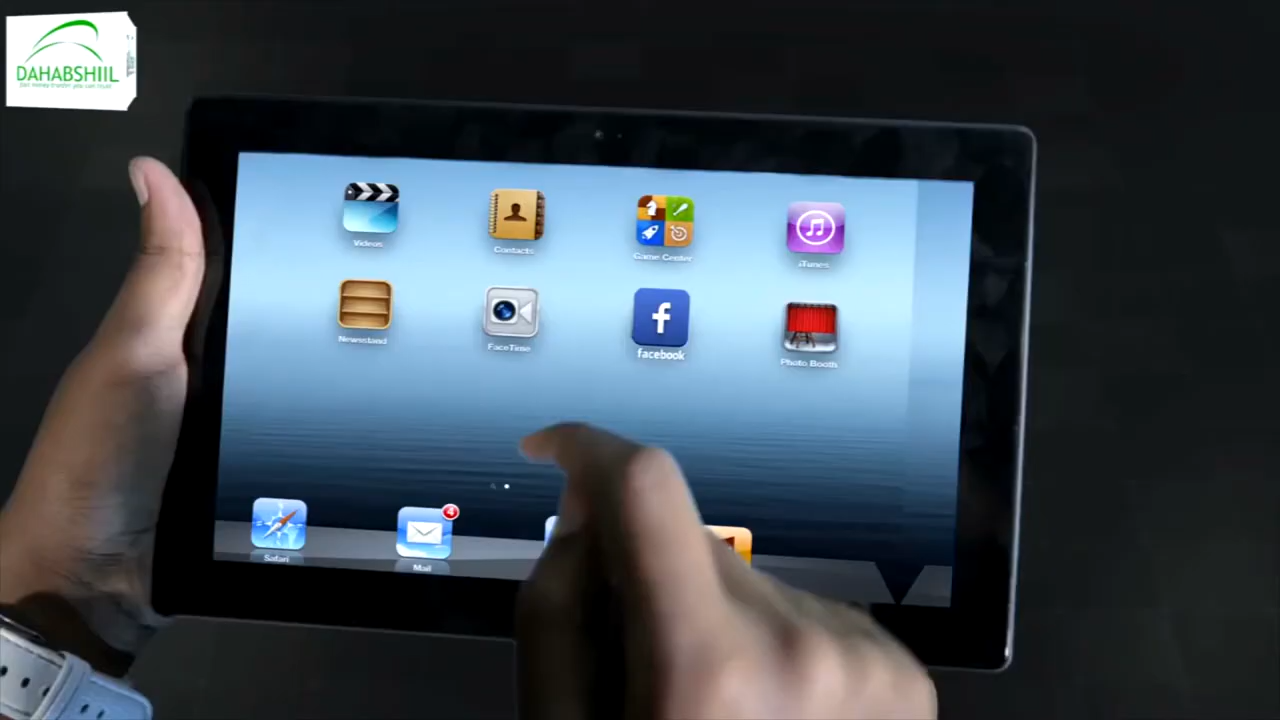 DAHABSHIIL
Videos
Contacts
Game Center
iTunes
Newsstand
FaceTime
facebook
Photo Booth
4
Safari
Mail